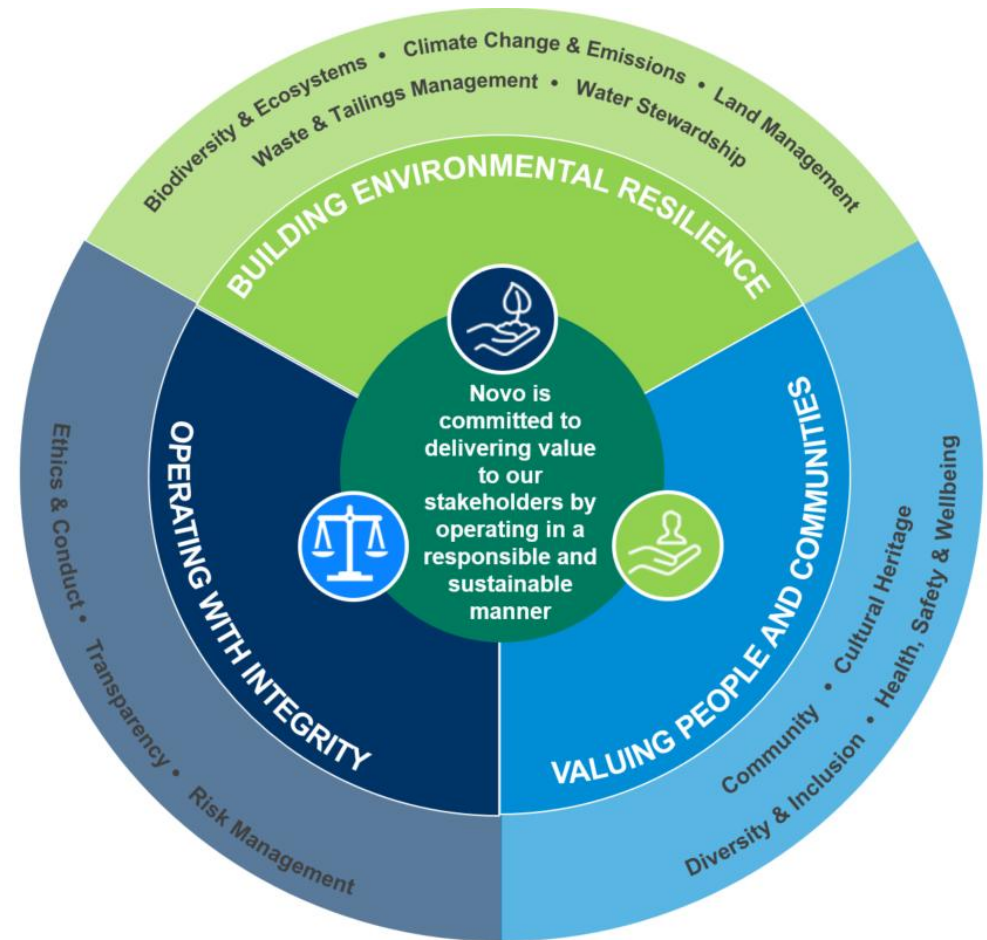 Biodiversity & Ecosystems • Climate Change & Emissions • Land Management
Waste & Tailings Management • Water Stewardship
BUILDING ENVIRONMENTAL RESILIENCE
Novo is
committed to
delivering value
to our
stakeholders by
operating in a
responsible and
sustainable
manner
OPERATING WITH INTEGRITY
Ethics & Conduct • Transparency • Risk Management
VALUING PEOPLE AND COMMUNITIES
Community • Cultural Heritage
Diversity & Inclusion • Health, Safety & Wellbeing